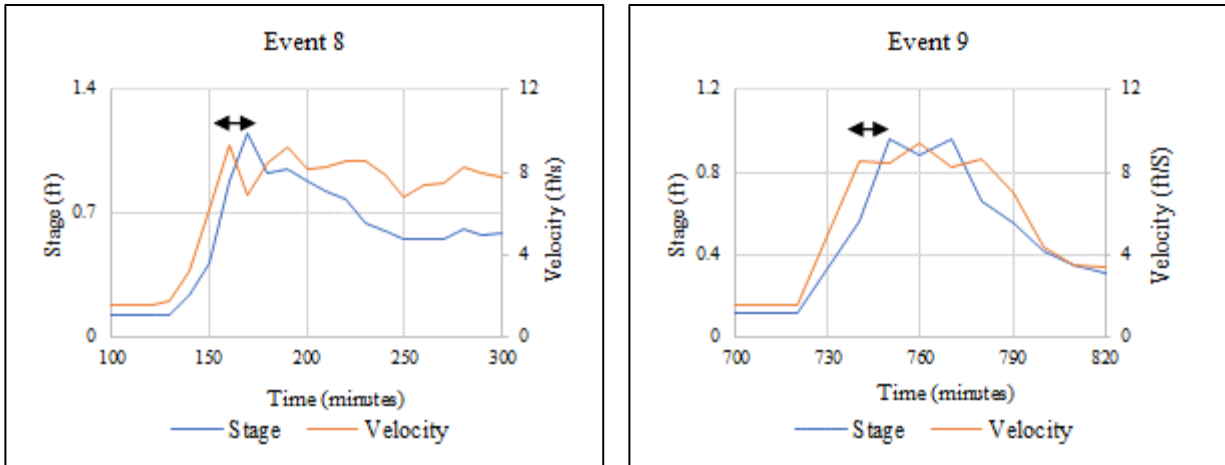 Event 8
1.4
0.7
0
Stage (ft)
12
8
4
0
Velocity (ft/s)
100 150 200 250 300
Time (minutes)
Stage Velocity
Event 9
1.2
0.8
0.4
0
Stage (ft)
12
8
4
0
Velocity (ft/S)
700 730 760 790 820
Time (minutes)
Stage Velocity